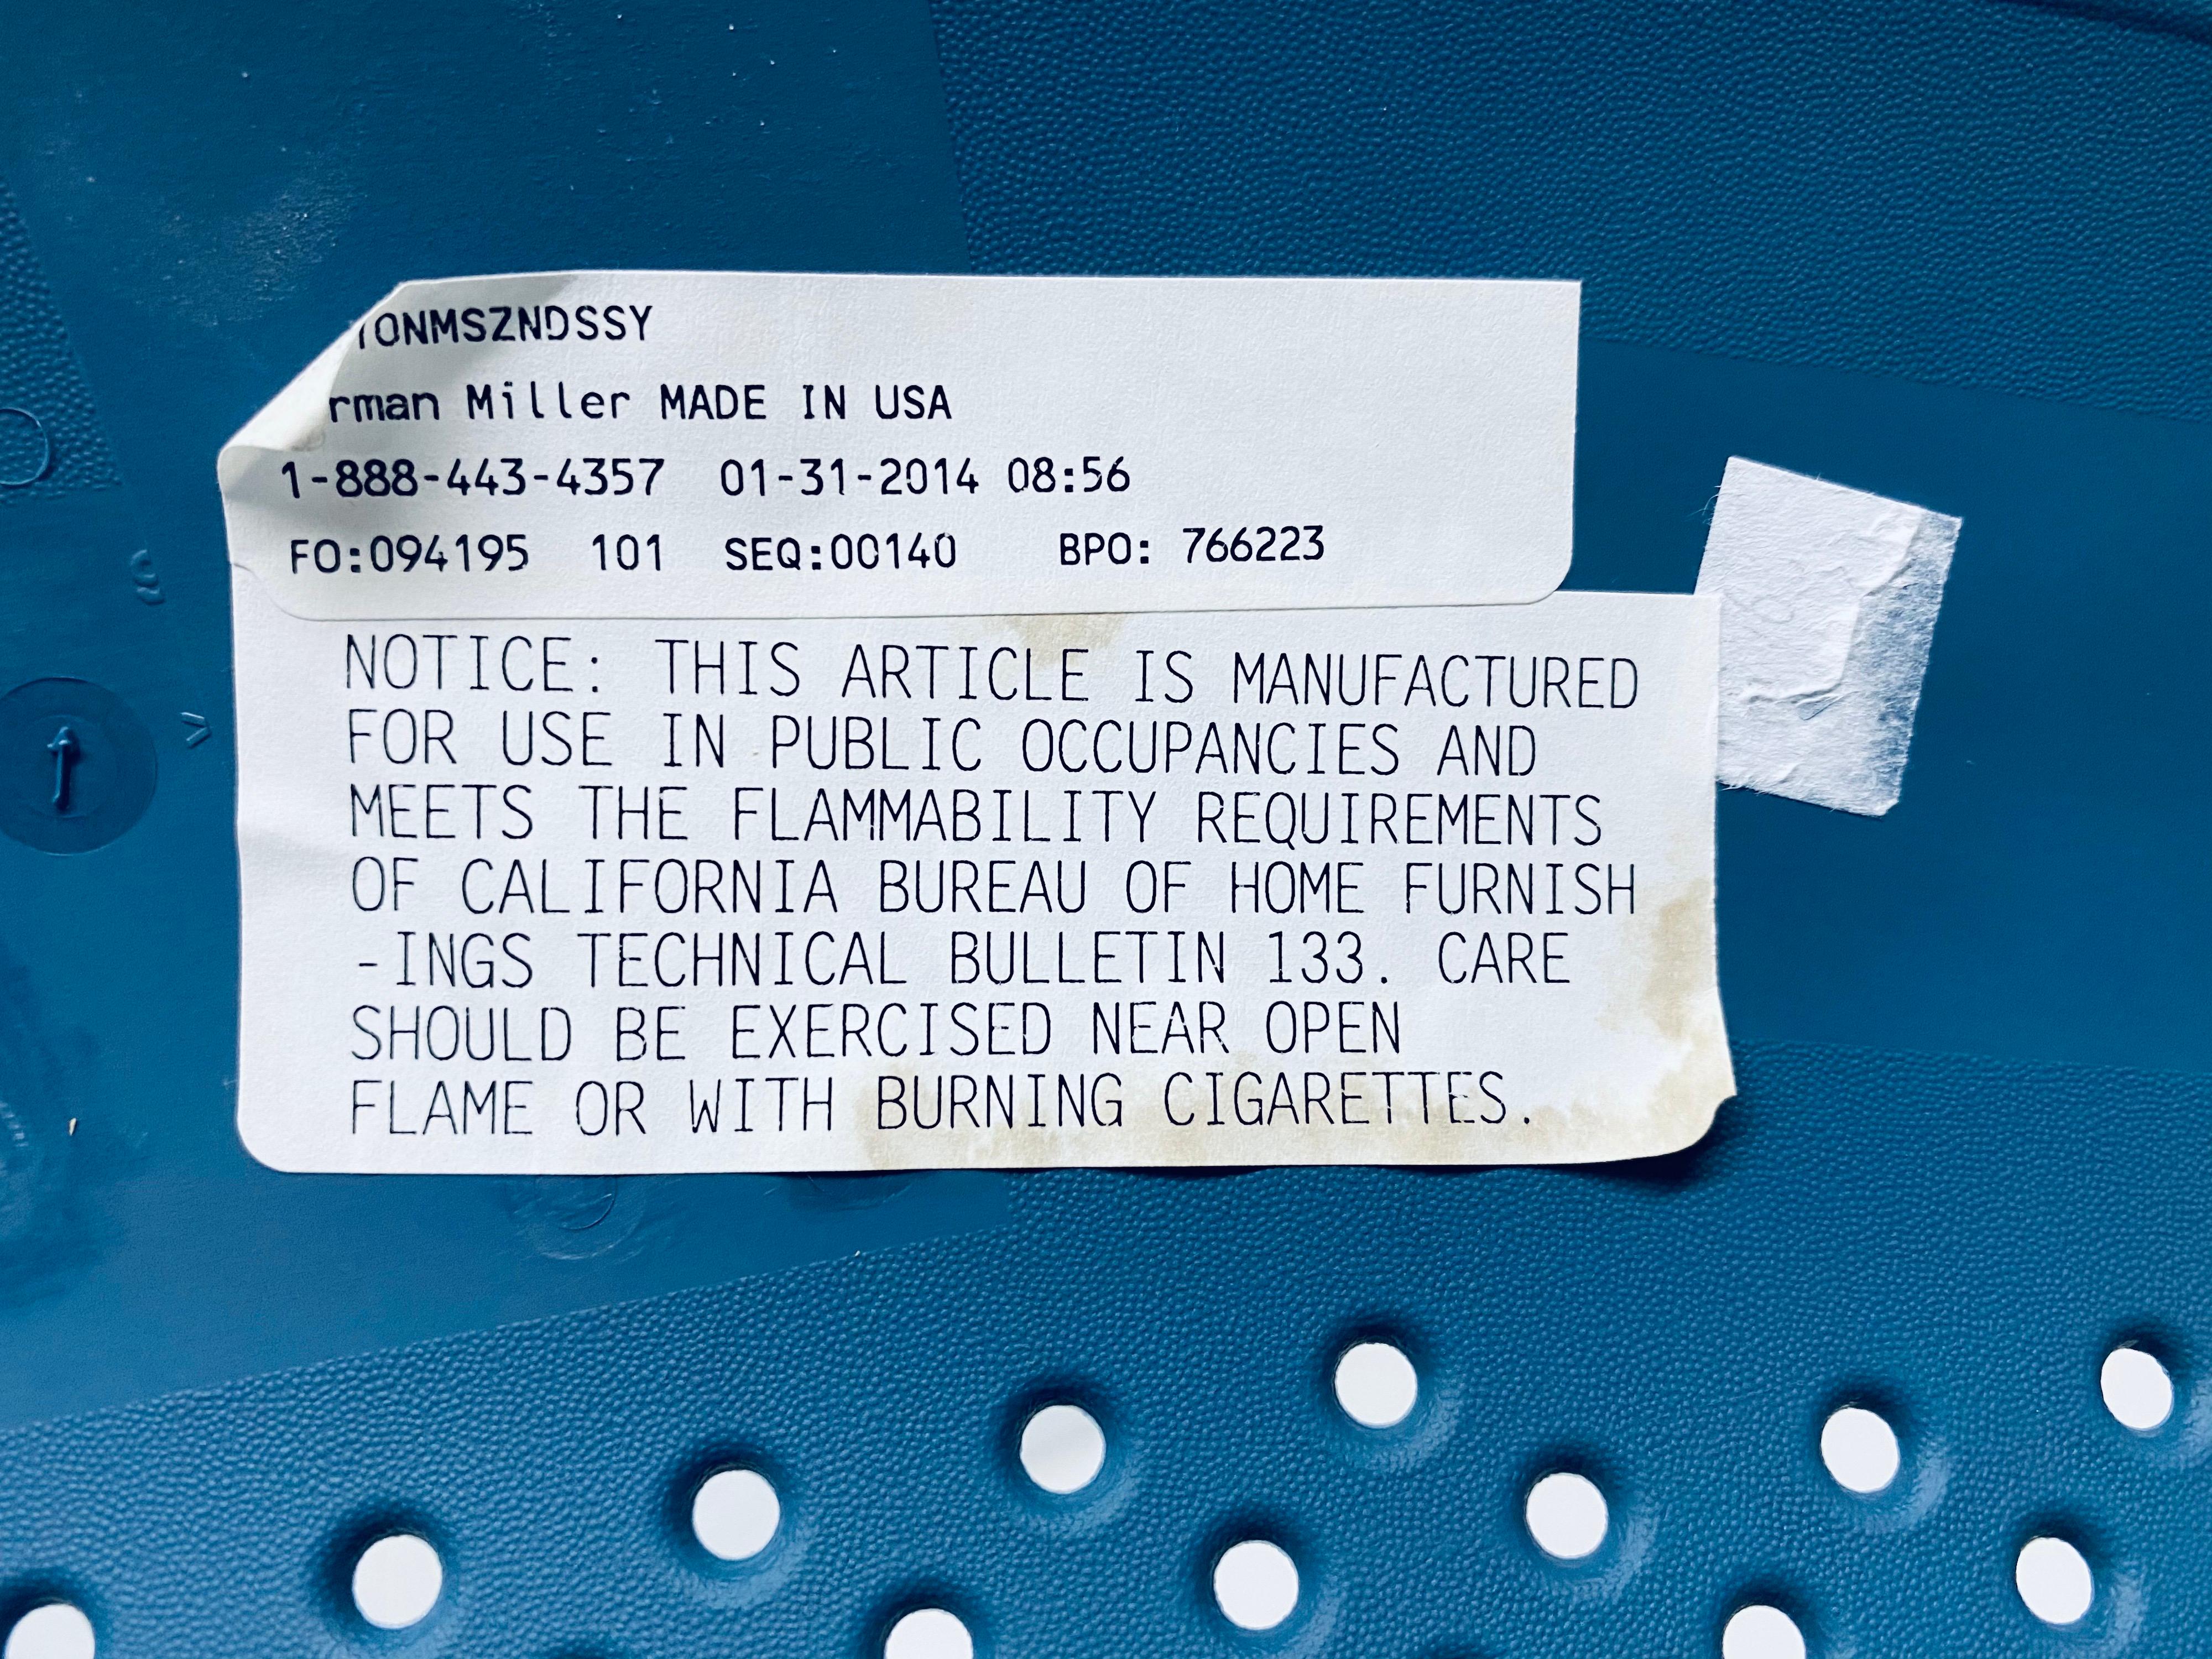 ONMSZNDSSY
rman Miller MADE IN USA
1-888-443-4357 01-31-2014 08:56
FO:094195 101 SEQ:00140 BPO: 766223
NOTICE: THIS ARTICLE IS MANUFACTURED
FOR USE IN PUBLIC OCCUPANCIES AND
MEETS THE FLAMMABILITY REQUIREMENTS
OF CALIFORNIA BUREAU OF HOME FURNISH
-INGS TECHNICAL BULLETIN 133. CARE
SHOULD BE EXERCISED NEAR OPEN
FLAME OR WITH BURNING CIGARETTES.